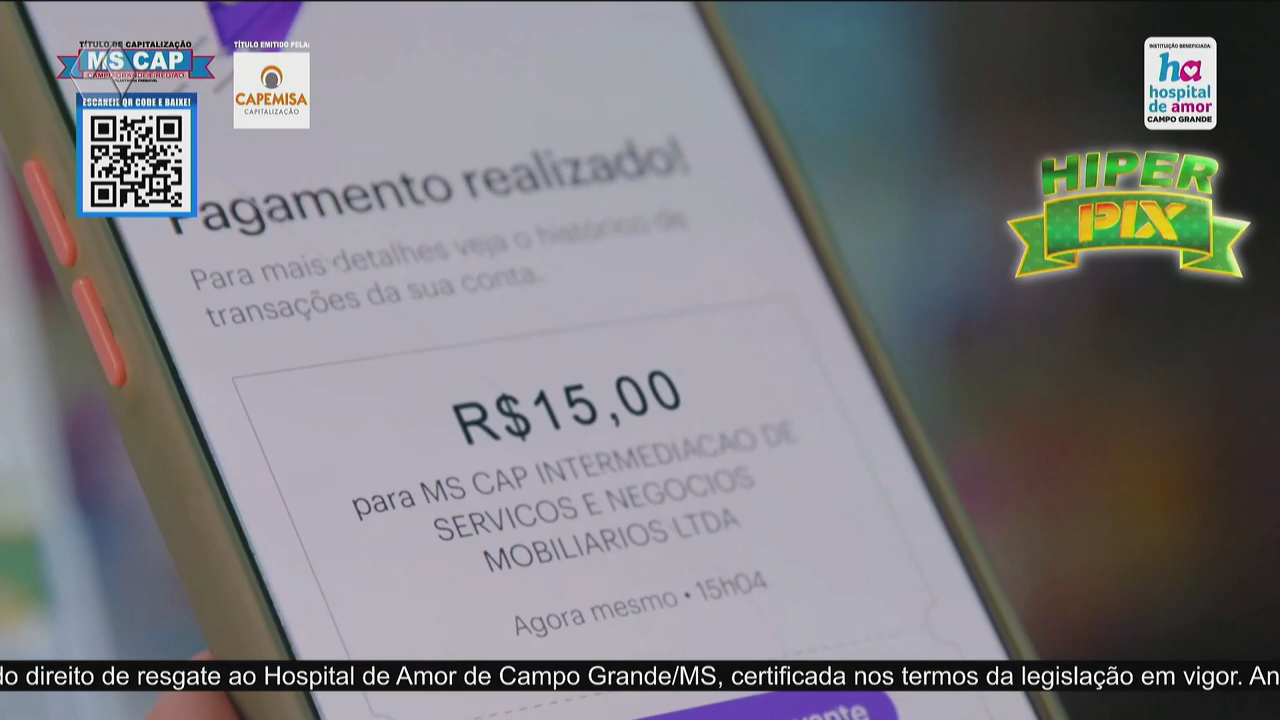 TÍTULO DE CAPITALIZAÇÃO
MS CAP
CAMPO GRANDE E REGIÃO
ESCANEIE QR CODE E BAIXE!
TÍTULO EMITIDO PELA:
CAPEMISA
CAPITALIZAÇÃO
INSTITUIÇÃO BENEFICIADA:
ha
hospital
de amor
CAMPO GRANDE
HIPER
PIX
Pagamento realizado!
Para mais detalhes veja o histórico de
transações da sua conta.
R$15,00
para MS CAP INTERMEDIACAO DE
SERVICOS E NEGOCIOS
MOBILIARIOS LTDA
Agora mesmo • 15h04
do direito de resgate ao Hospital de Amor de Campo Grande/MS, certificada nos termos da legislação em vigor. An